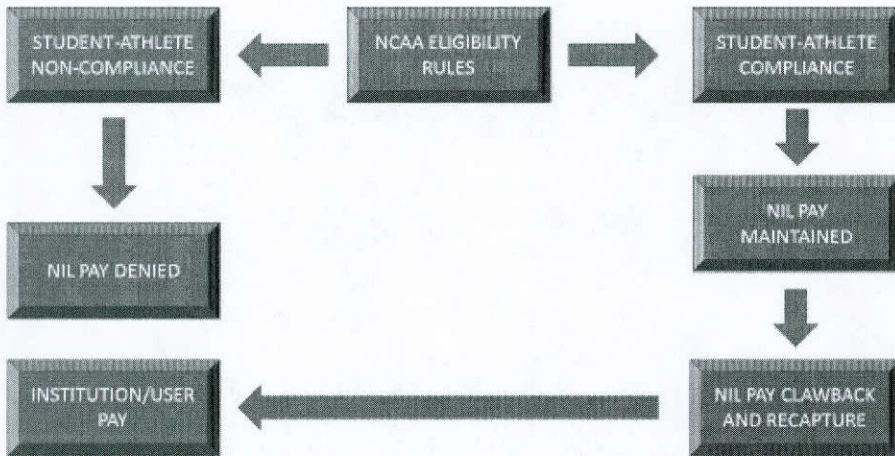 STUDENT-ATHLETE
NON-COMPLIANCE
NCAA ELIGIBILITY
RULES
STUDENT-ATHLETE
COMPLIANCE
NIL PAY DENIED
NIL PAY
MAINTAINED
INSTITUTION/USER
PAY
NIL PAY CLAWBACK
AND RECAPTURE